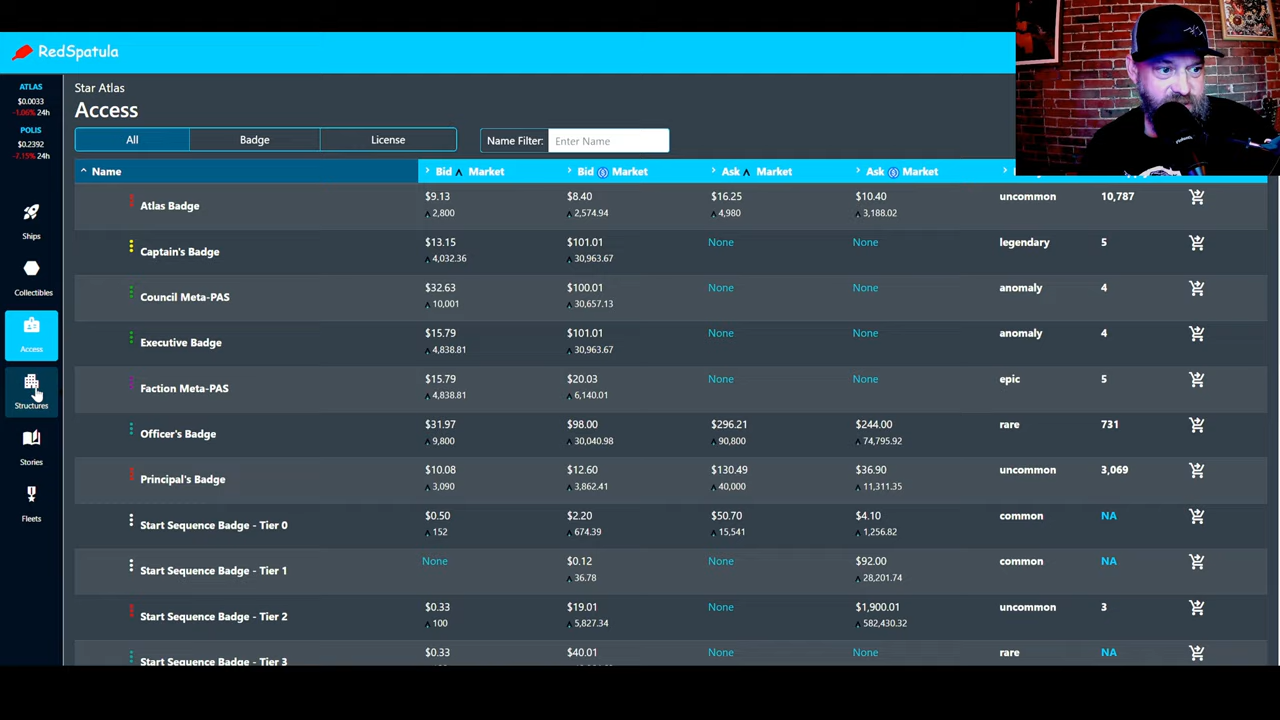 RedSpatula
ATLAS
$0.0033
-1.06% 24h
POLIS
$0.2392
-7.15% 24h
Ships
Collectibles
Access
Structures
Stories
Fleets
Star Atlas
Access
All Badge License Name Filter: Enter Name
Name Bid Market Bid Market Ask Market Ask Market
Atlas Badge $9.13 $8.40 $16.25 $10.40 uncommon 10,787
2,800 2,574.94 4,980 3,188.02
Captain's Badge $13.15 $101.01 None None legendary 5
4,032.36 30,963.67
Council Meta-PAS $32.63 $100.01 None None anomaly 4
10,001 30,657.13
Executive Badge $15.79 $101.01 None None anomaly 4
4,838.81 30,963.67
Faction Meta-PAS $15.79 $20.03 None None epic 5
4,838.81 6,140.01
Officer's Badge $31.97 $98.00 $296.21 $244.00 rare 731
9,800 30,040.98 90,800 74,795.92
Principal's Badge $10.08 $12.60 $130.49 $36.90 uncommon 3,069
3,090 3,862.41 40,000 11,311.35
Start Sequence Badge - Tier 0 $0.50 $2.20 $50.70 $4.10 common NA
152 674.39 15,541 1,256.82
Start Sequence Badge - Tier 1 None $0.12 None $92.00 common NA
36.78 28,201.74
Start Sequence Badge - Tier 2 $0.33 $19.01 None $1,900.01 uncommon 3
100 5,827.34 582,430.32
Start Sequence Badge - Tier 3 $0.33 $40.01 None None rare NA